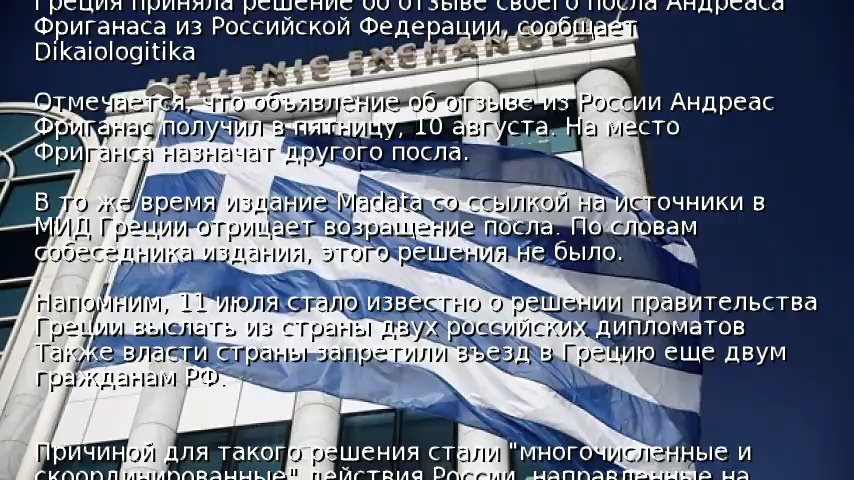 Греция приняла решение об отзыве своего посла Андреаса
Фриганаса из Российской Федерации, сообщает
Dikaiologitika
HELLENIC EXCHANGES
Отмечается, что объявление об отзыве из России Андреас
Фриганас получил в пятницу, 10 августа. На место
Фриганса назначат другого посла.
В то же время издание Madata со ссылкой на источники в
МИД Греции отрицает возращение посла. По словам
собеседника издания, этого решения не было.
Напомним, 11 июля стало известно о решении правительства
Греции выслать из страны двух российских дипломатов
Также власти страны запретили въезд в Грецию еще двум
гражданам РФ.
Причиной для такого решения стали "многочисленные и
скоординированные" действия России, направленные на